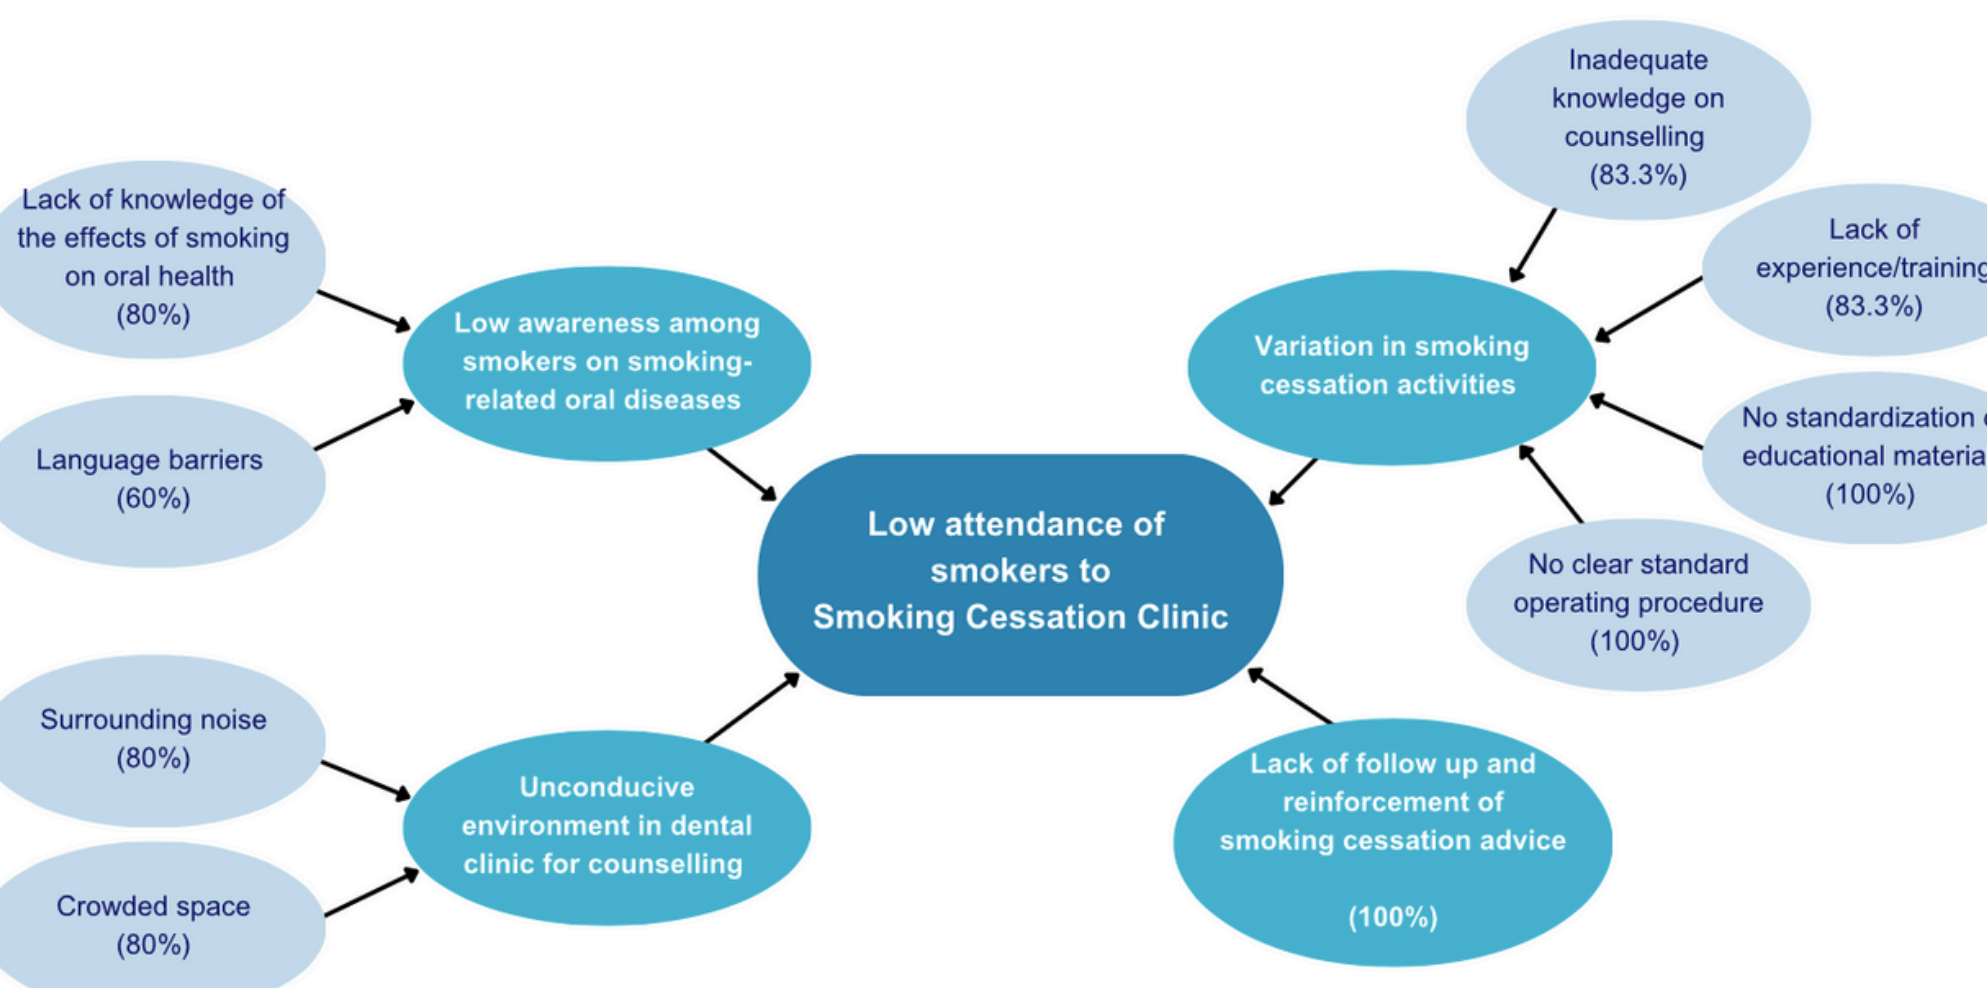 Inadequate
knowledge on
counselling
(83.3%)
Lack of knowledge of
the effects of smoking
on oral health
(80%)
Lack of
experience/training
(83.3%)
Low awareness among
smokers on smoking-
related oral diseases
Variation in smoking
cessation activities
Language barriers
(60%)
No standardization
educational
(100%)
Low attendance of
smokers to
Smoking Cessation Clinic
No clear standard
operating procedure
(100%)
Surrounding noise
(80%)
Unconducive
environment in dental
clinic for counselling
Lack of follow up and
reinforcement of
smoking cessation advice
(100%)
Crowded space
(80%)